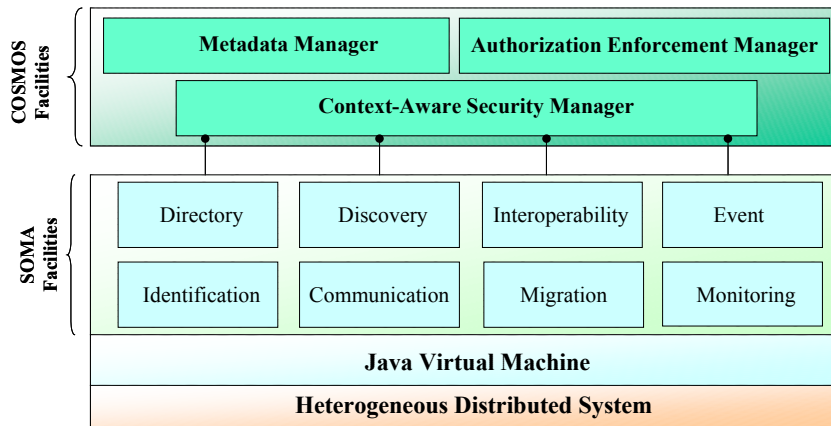 COSMOS
Facilities
Metadata Manager
Authorization Enforcement Manager
Context-Aware Security Manager
SOMA
Facilities
Directory
Discovery
Interoperability
Event
Identification
Communication
Migration
Monitoring
Java Virtual Machine
Heterogeneous Distributed System